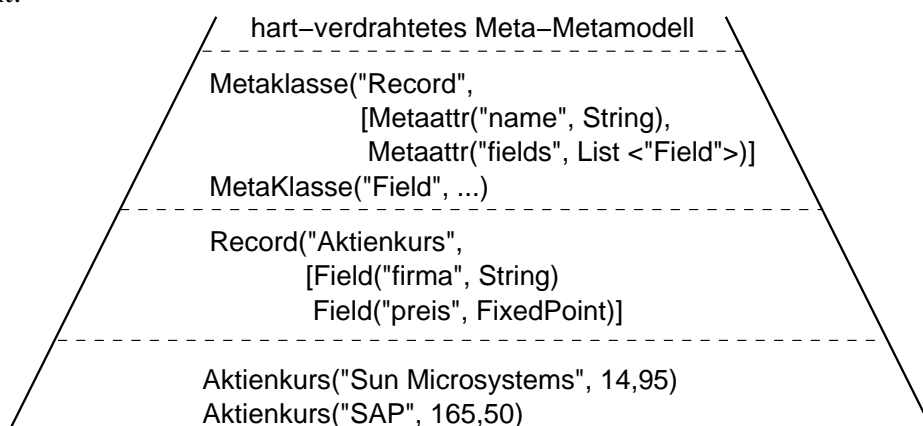 hart−verdrahtetes Meta−Metamodell
Metaklasse("Record",
[Metaattr("name", String),
Metaattr("fields", List <"Field">)]
MetaKlasse("Field", ...)
Record("Aktienkurs",
[Field("firma", String)
Field("preis", FixedPoint)]
Aktienkurs("Sun Microsystems", 14,95)
Aktienkurs("SAP", 165,50)